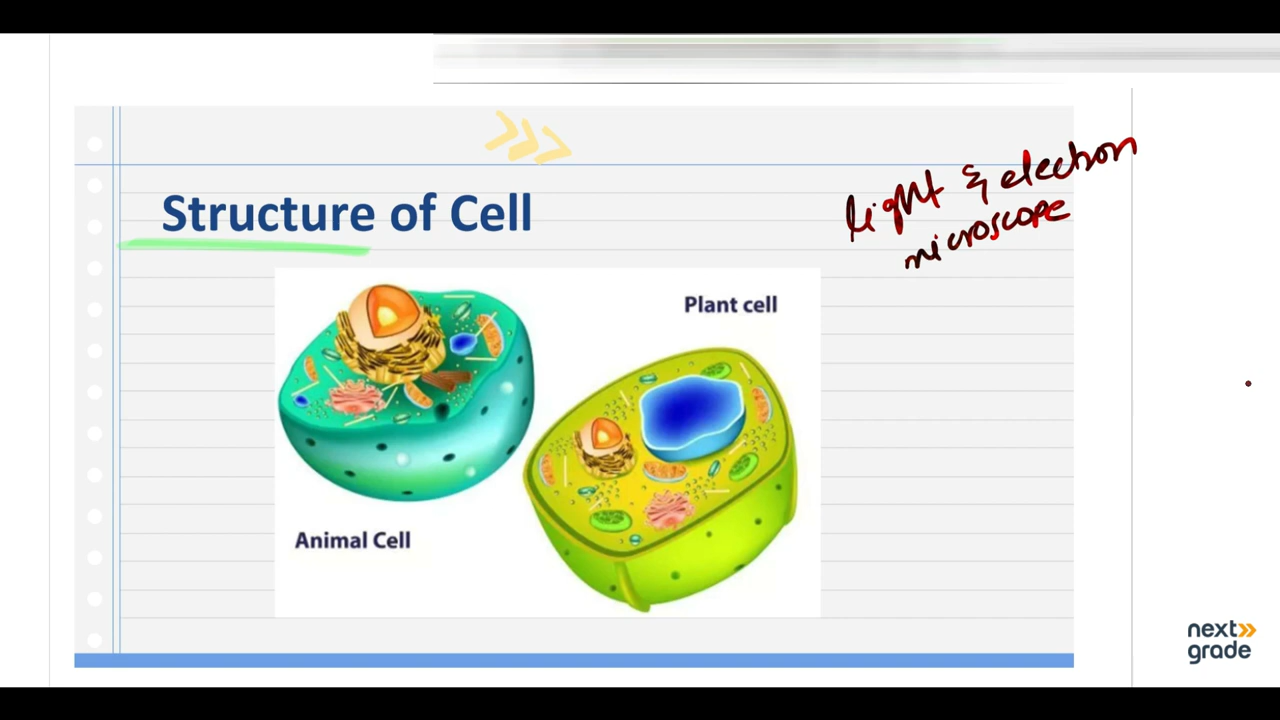 Structure of Cell
light & electron
microscope
Plant cell
Animal Cell
next
grade